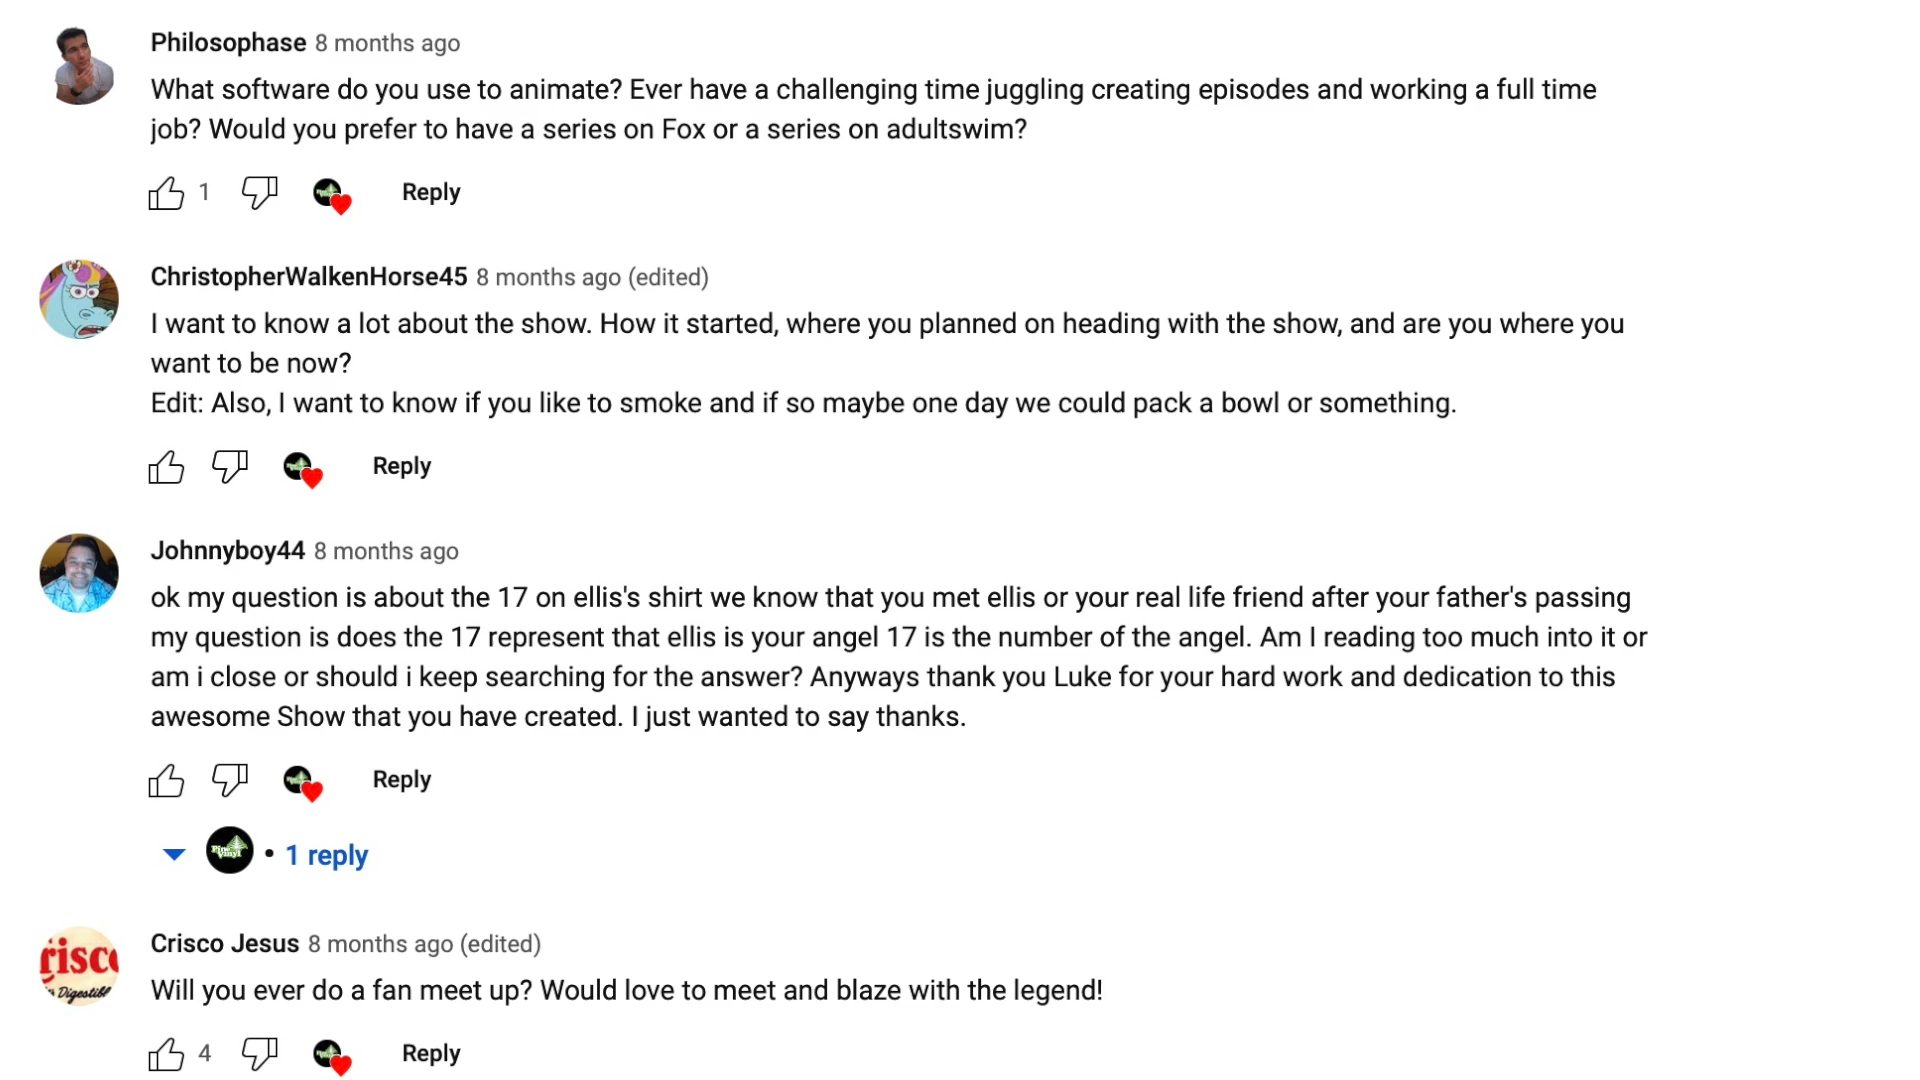 Philosophase 8 months ago
What software do you use to animate? Ever have a challenging time juggling creating episodes and working a full time
job? Would you prefer to have a series on Fox or a series on adultswim?
1 Reply
ChristopherWalkenHorse45 8 months ago (edited)
I want to know a lot about the show. How it started, where you planned on heading with the show, and are you where you
want to be now?
Edit: Also, I want to know if you like to smoke and if so maybe one day we could pack a bowl or something.
Reply
Johnnyboy44 8 months ago
ok my question is about the 17 on ellis's shirt we know that you met ellis or your real life friend after your father's passing
my question is does the 17 represent that ellis is your angel 17 is the number of the angel. Am I reading too much into it or
am i close or should i keep searching for the answer? Anyways thank you Luke for your hard work and dedication to this
awesome Show that you have created. I just wanted to say thanks.
Reply
Pine
Vinyl
• 1 reply
risc
Digestibl
Crisco Jesus 8 months ago (edited)
Will you ever do a fan meet up? Would love to meet and blaze with the legend!
4 Reply